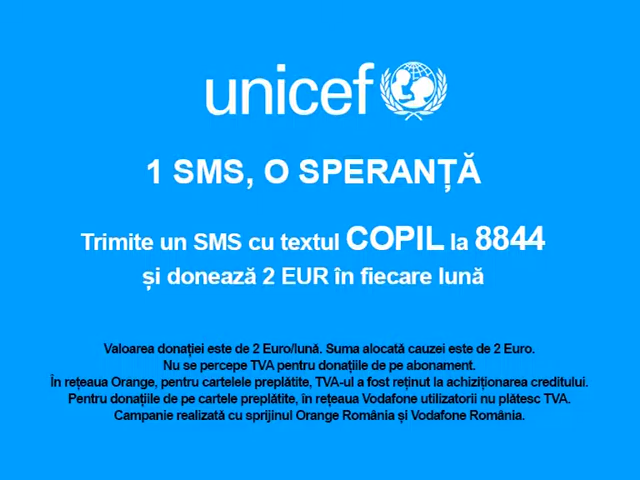 unicef
1 SMS, O SPERANȚĂ
Trimite un SMS cu textul COPIL la 8844
și donează 2 EUR în fiecare lună
Valoarea donației este de 2 Euro/lună. Suma alocată cauzei este de 2 Euro.
Nu se percepe TVA pentru donațiile de pe abonament.
În rețeaua Orange, pentru cartelele preplătite, TVA-ul a fost reținut la achiziționarea creditului.
Pentru donațiile de pe cartele preplătite, în rețeaua Vodafone utilizatorii nu plătesc TVA.
Campanie realizată cu sprijinul Orange România și Vodafone România.